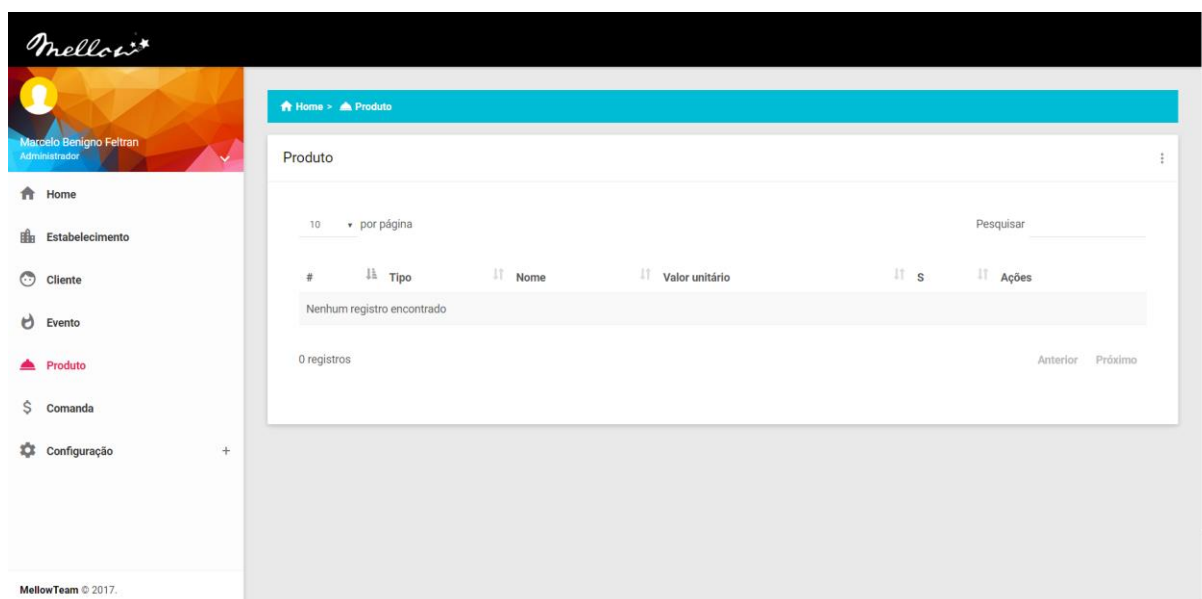 Mellow
Home > Produto
Marcelo Benigno Feltran
Administrador
Home
Estabelecimento
Cliente
Evento
Produto
Comanda
Configuração +
MellowTeam © 2017.
Produto
10 por página
Pesquisar
# Tipo Nome Valor unitário S Ações
Nenhum registro encontrado
0 registros
Anterior Próximo